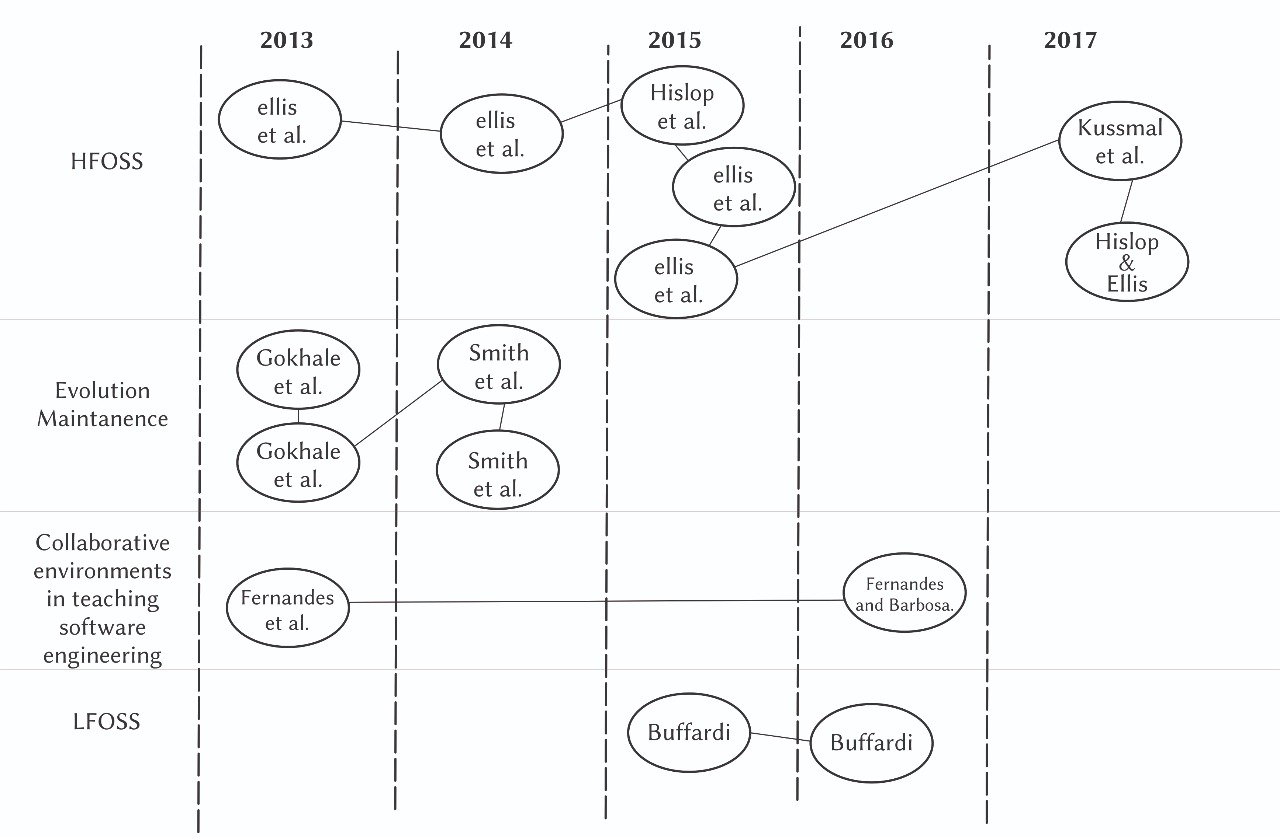 2013
2014
2015
2016
2017
HFOSS
ellis
et al.
ellis
et al.
Hislop
et al.
ellis
et al.
ellis
et al.
Kussmal
et al.
Hislop
&
Ellis
Evolution
Maintanence
Gokhale
et al.
Gokhale
et al.
Smith
et al.
Smith
et al.
Collaborative
environments
in teaching
software
engineering
Fernandes
et al.
Fernandes
and Barbosa.
LFOSS
Buffardi
Buffardi